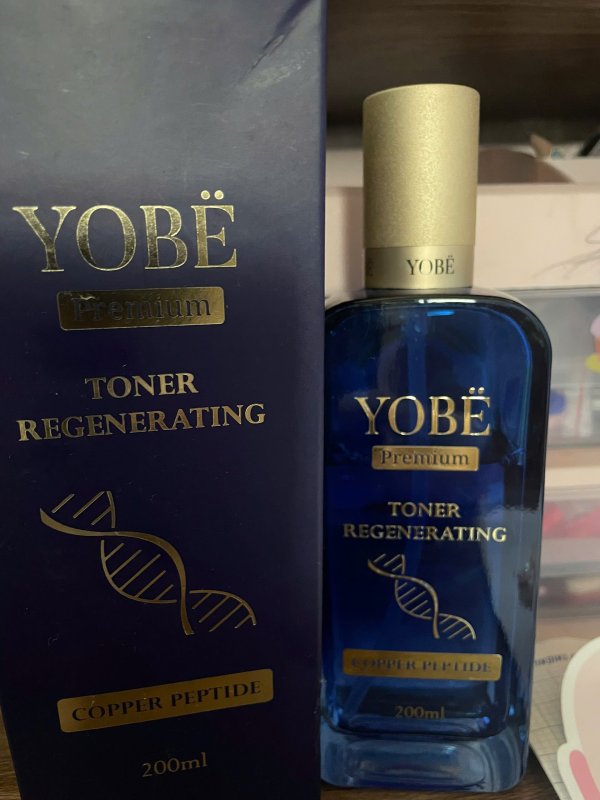 YOBË
Premium
TONER
REGENERATING
COPPER PEPTIDE
200ml
YOBË
YOBË
Premium
TONER
REGENERATING
COPPER PEPTIDE
200ml